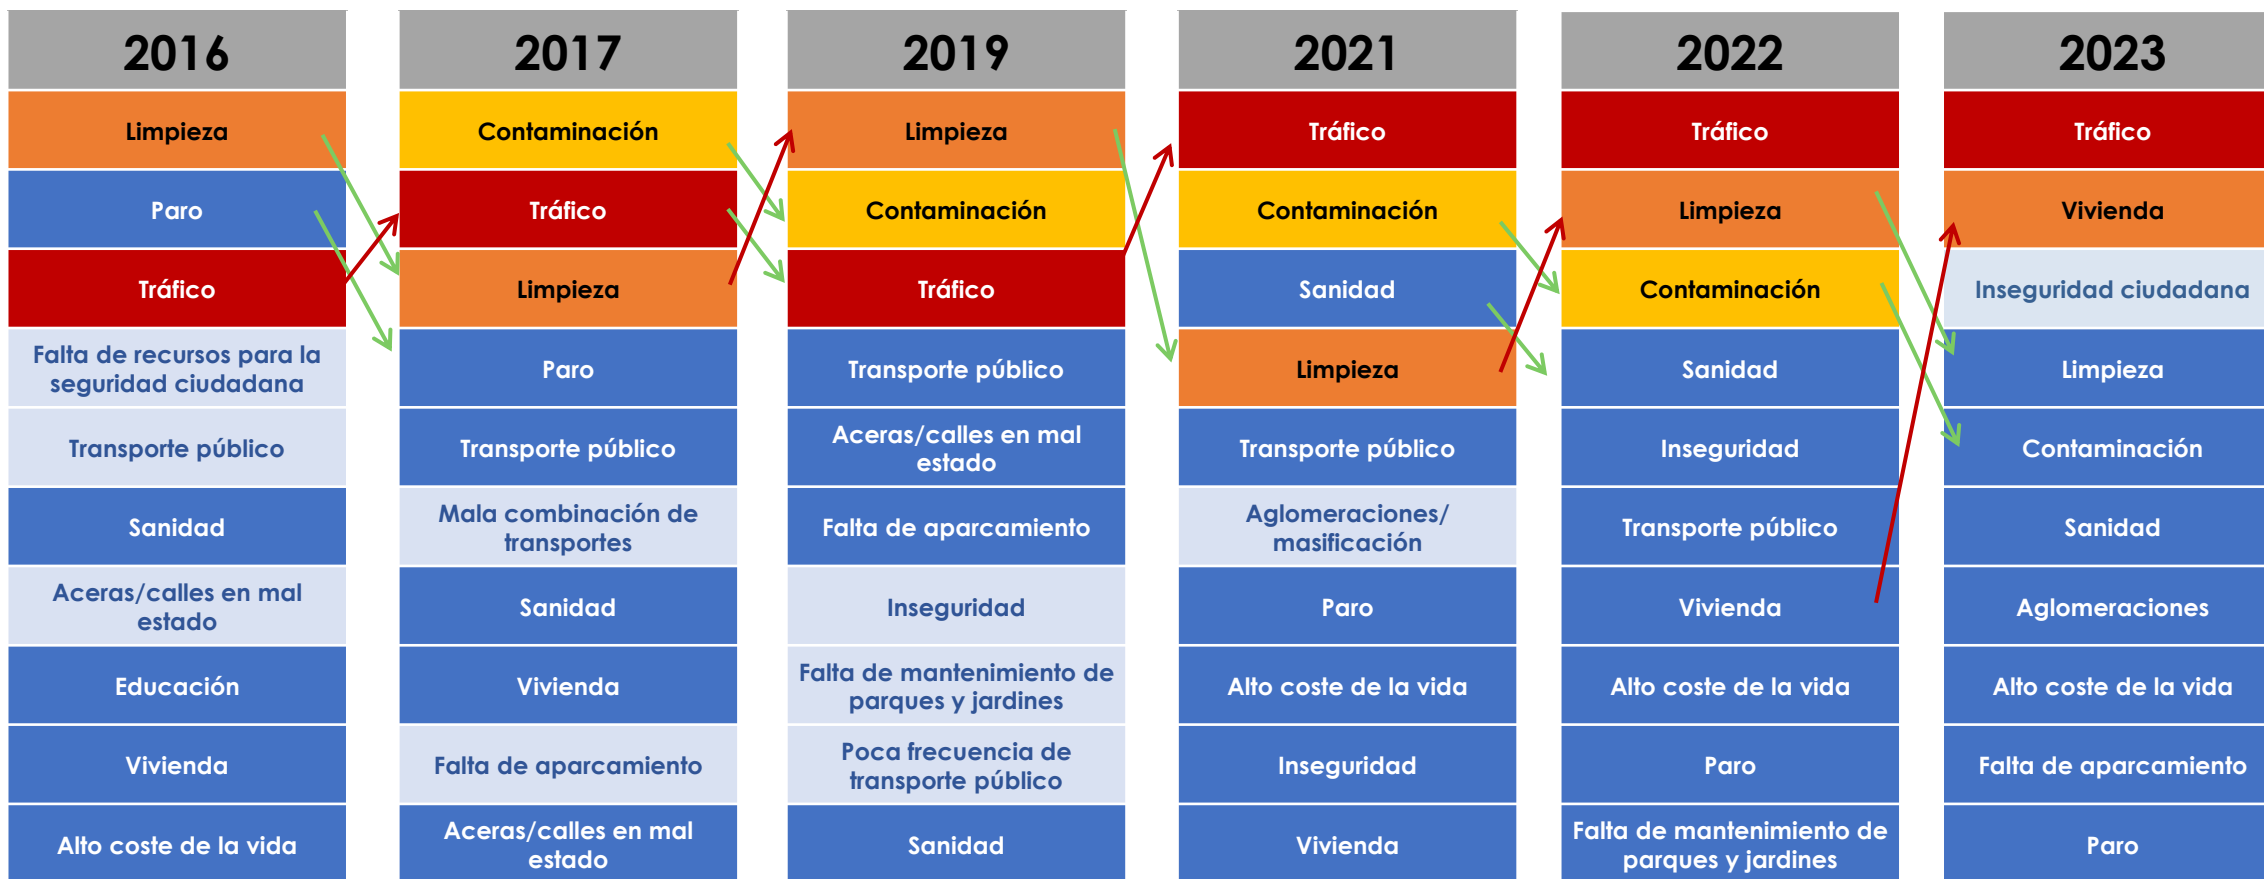 2016
Limpieza
Paro
Tráfico
Falta de recursos para la
seguridad ciudadana
Transporte público
Sanidad
Aceras/calles en mal
estado
Educación
Vivienda
Alto coste de la vida
2017
Contaminación
Tráfico
Limpieza
Paro
Transporte público
Mala combinación de
transportes
Sanidad
Vivienda
Falta de aparcamiento
Aceras/calles en mal
estado
2019
Limpieza
Contaminación
Tráfico
Transporte público
Aceras/calles en mal
estado
Falta de aparcamiento
Inseguridad
Falta de mantenimiento de
parques y jardines
Poca frecuencia de
transporte público
Sanidad
2021
Tráfico
Contaminación
Sanidad
Limpieza
Transporte público
Aglomeraciones/
masificación
Paro
Alto coste de la vida
Inseguridad
Vivienda
2022
Tráfico
Limpieza
Contaminación
Sanidad
Inseguridad
Transporte público
Vivienda
Alto coste de la vida
Paro
Falta de mantenimiento de
parques y jardines
2023
Tráfico
Vivienda
Inseguridad ciudadana
Limpieza
Contaminación
Sanidad
Aglomeraciones
Alto coste de la vida
Falta de aparcamiento
Paro